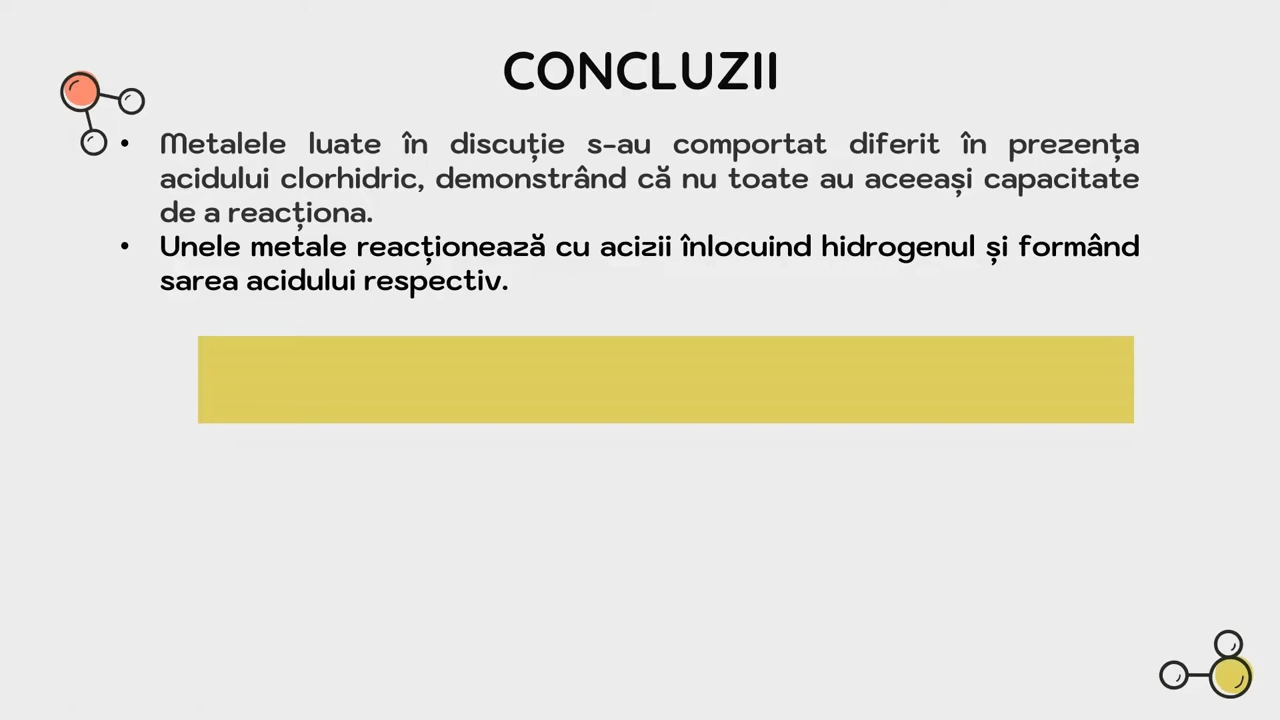 CONCLUZII
• Metalele luate în discuție s-au comportat diferit în prezența
acidului clorhidric, demonstrând că nu toate au aceeași capacitate
de a reacționa.
• Unele metale reacționează cu acizii înlocuind hidrogenul și formând
sarea acidului respectiv.